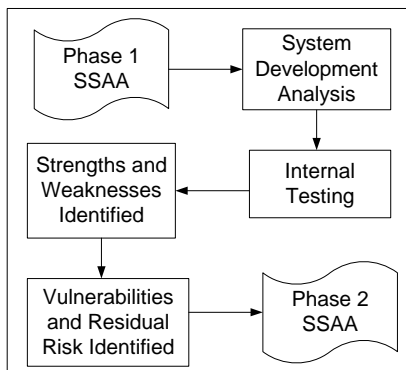 Phase 1
SSAA
System
Development
Analysis
Internal
Testing
Strengths and
Weaknesses
Identified
Vulnerabilities
and Residual
Risk Identified
Phase 2
SSAA